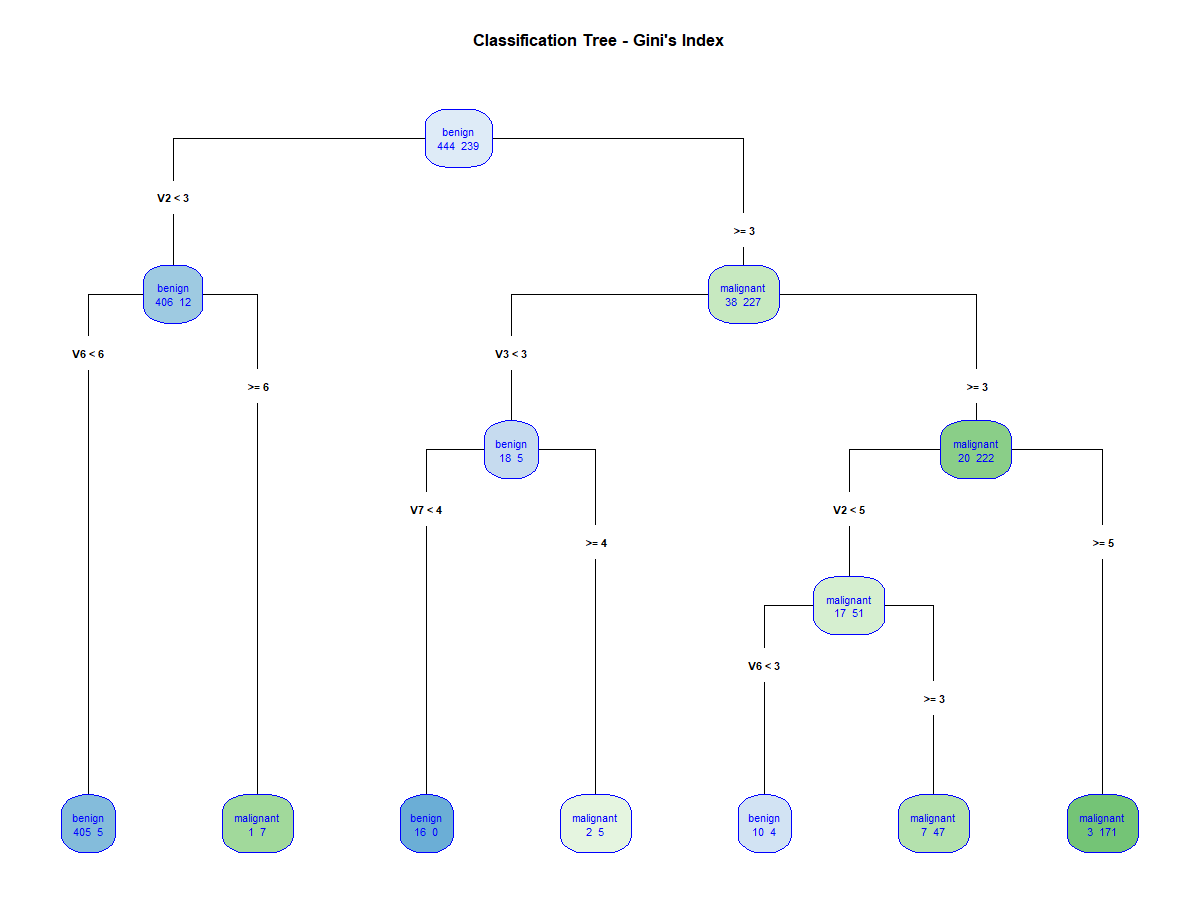 Classification Tree - Gini's Index
benign
444 239
V2 < 3
>= 3
benign
406 12
malignant
38 227
V6 < 6
>= 6
V3 < 3
>= 3
benign
18 5
malignant
20 222
V7 < 4
>= 4
V2 < 5
>= 5
malignant
17 51
V6 < 3
>= 3
benign
405 5
malignant
1 7
benign
16 0
malignant
2 5
benign
10 4
malignant
7 47
malignant
3 171